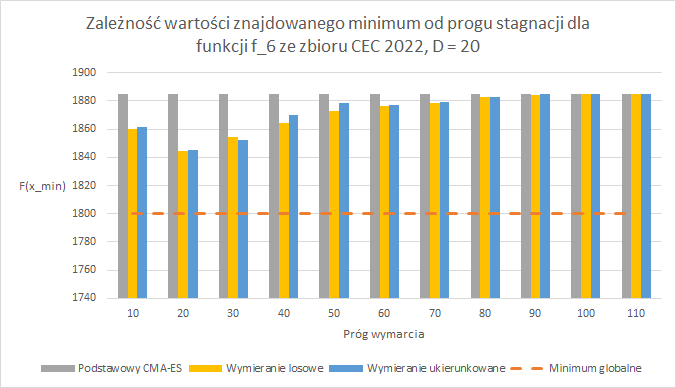 Zależność wartości znajdowanego minimum od progu stagnacji dla
funkcji f_6 ze zbioru CEC 2022, D = 20
1900
1880
1860
1840
1820
1800
1780
1760
1740
F(x_min)
10 20 30 40 50 60 70 80 90 100 110
Próg wymarcia
Podstawowy CMA-ES Wymieranie losowe Wymieranie ukierunkowane Minimum globalne